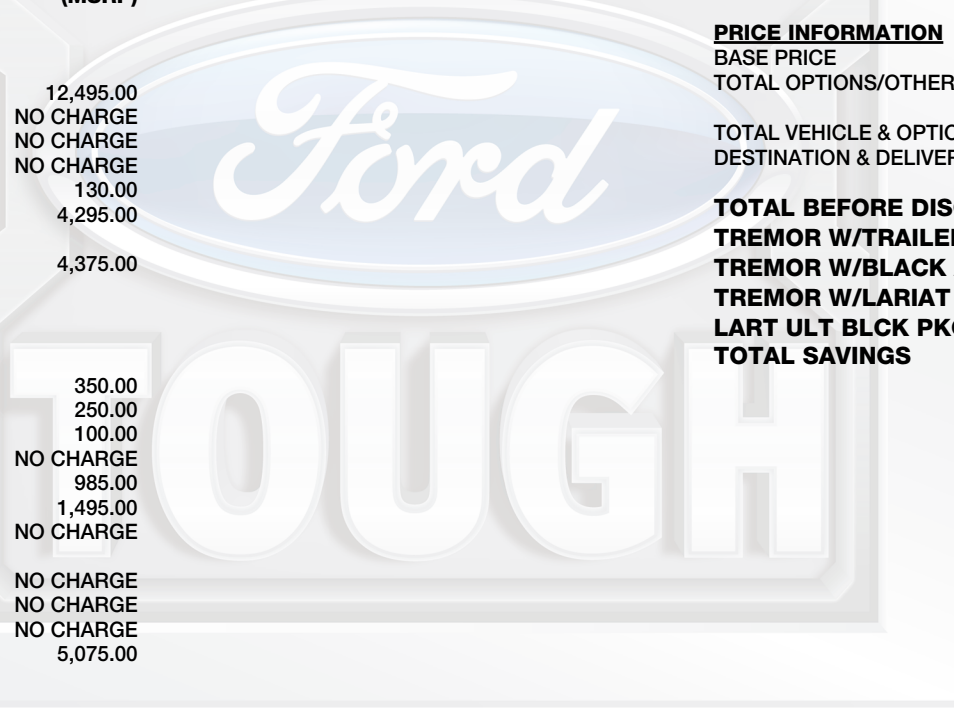 (MSRP)
12,495.00
NO CHARGE
NO CHARGE
NO CHARGE
130.00
4,295.00
4,375.00
350.00
250.00
100.00
NO CHARGE
985.00
1,495.00
NO CHARGE
NO CHARGE
NO CHARGE
NO CHARGE
5,075.00
Ford
TOUGH
PRICE INFORMATION
BASE PRICE
TOTAL OPTIONS/OTHER
TOTAL VEHICLE & OPTIO
DESTINATION & DELIVER
TOTAL BEFORE DIS
TREMOR W/TRAILE
TREMOR W/BLACK
TREMOR W/LARIAT
LART ULT BLCK PK
TOTAL SAVINGS